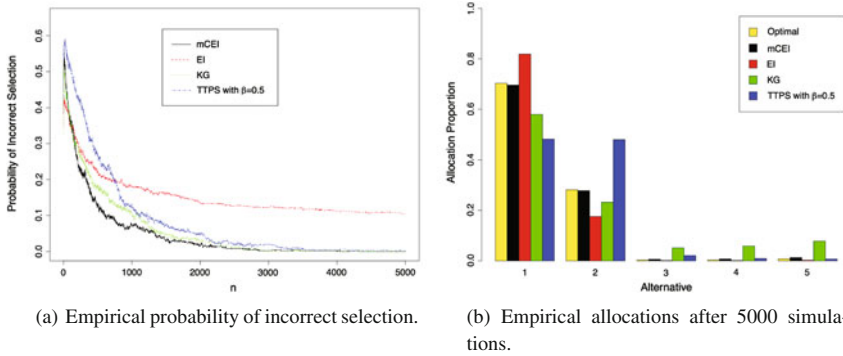 Probability of Incorrect Selection
0.6
0.5
0.4
0.3
0.2
0.1
0.0
mCEI
EI
KG
TTPS with β=0.5
0 1000 2000 3000 4000 5000
n
(a) Empirical probability of incorrect selection.
Allocation Proportion
1.0
0.8
0.6
0.4
0.2
0.0
Optimal
mCEI
EI
KG
TTPS with β=0.5
1 2 3 4 5
Alternative
(b) Empirical allocations after 5000 simula-
tions.